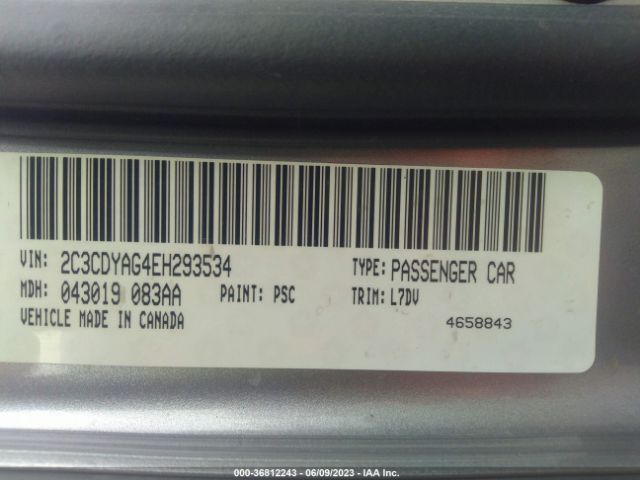 VIN: 2C3CDYAG4EH293534 TYPE: PASSENGER CAR
MDH: 043019 083AA PAINT: PSC TRIM: L7DV
VEHICLE MADE IN CANADA 4658843
000-36812243 - 06/09/2023 - IAA Inc.